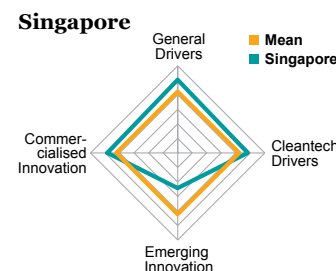 Singapore
General
Drivers
Mean
Singapore
Commer-
cialised
Innovation
Cleantech
Drivers
Emerging
Innovation